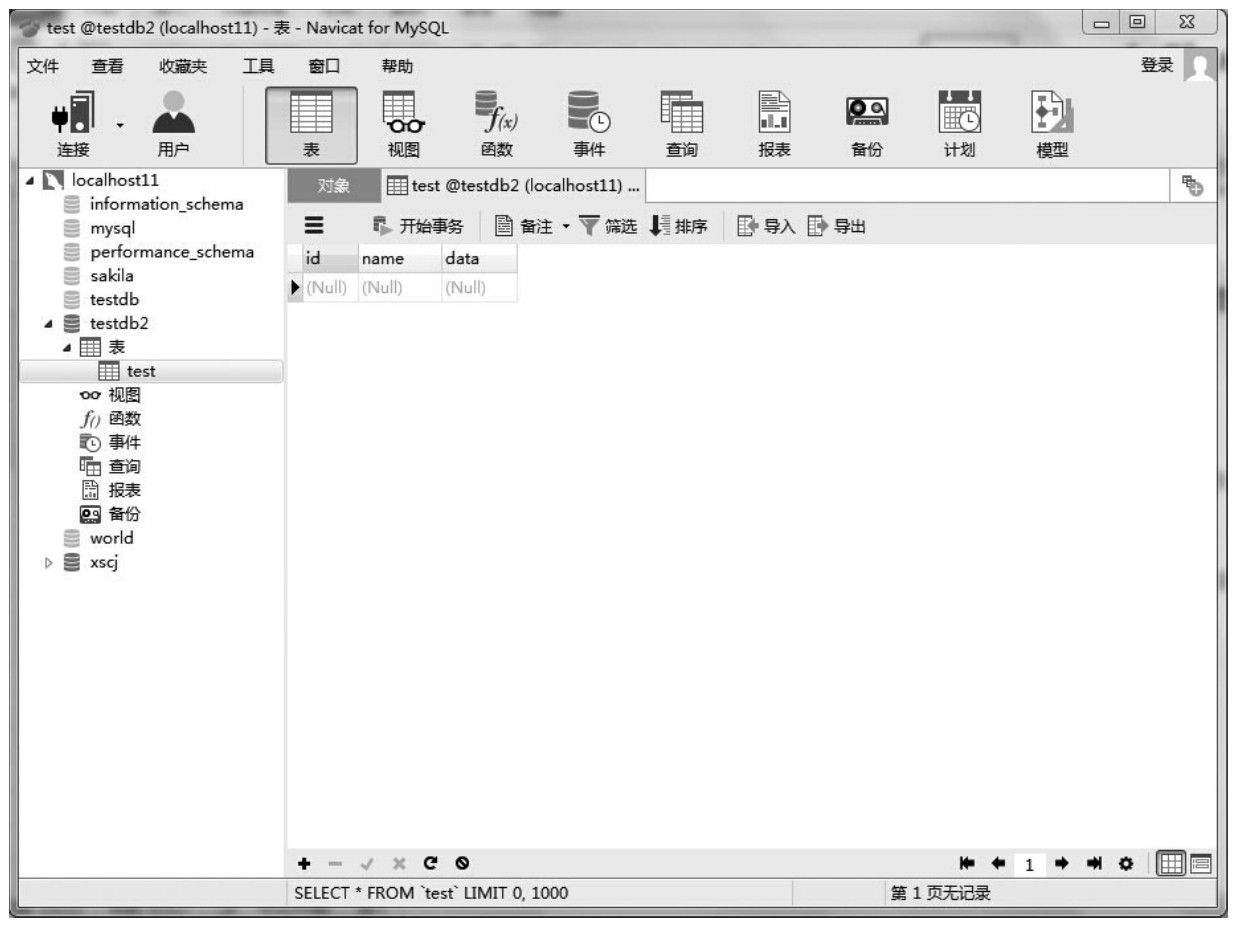 test @testdb2 (localhost11) - 表 - Navicat for MySQL
文件 查看 收藏夹 工具 窗口 帮助 登录
连接 用户 表 视图 函数 事件 查询 报表 备份 计划 模型
localhost11
information_schema
mysql
performance_schema
sakila
testdb
testdb2
表
test
视图
函数
事件
查询
报表
备份
world
xscj
对象 test @testdb2 (localhost11) ...
开始事务 备注 筛选 排序 导入 导出
id name data
(Null) (Null) (Null)
1
SELECT * FROM `test` LIMIT 0, 1000 第 1 页无记录